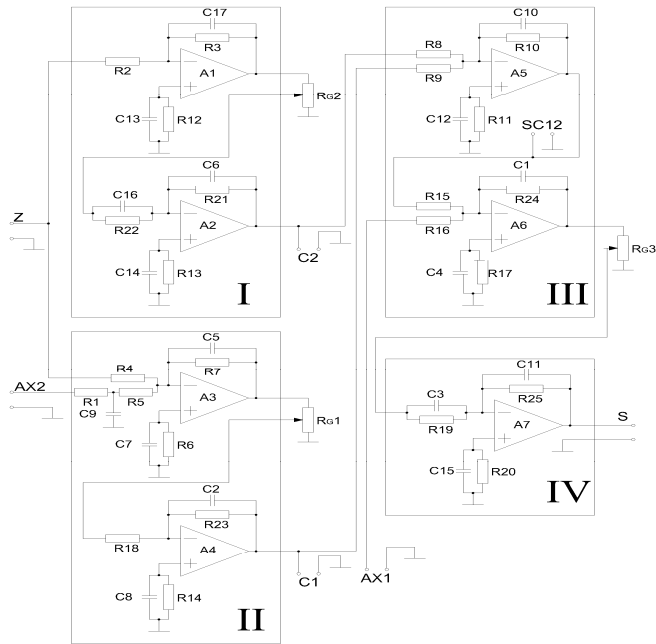 C17
R3
R2
A1
C13
R12
RG2
C6
C16
R21
R22
A2
C14
R13
C2
I
Z
C10
R8
R10
R9
A5
C12
R11
SC12
C1
R15
R24
R16
A6
C4
R17
RG3
III
C5
R4
R7
AX2
R1
R5
C9
A3
C7
R6
RG1
C2
R23
R18
A4
C8
R14
C1
II
AX1
C11
C3
R25
R19
A7
C15
R20
S
IV